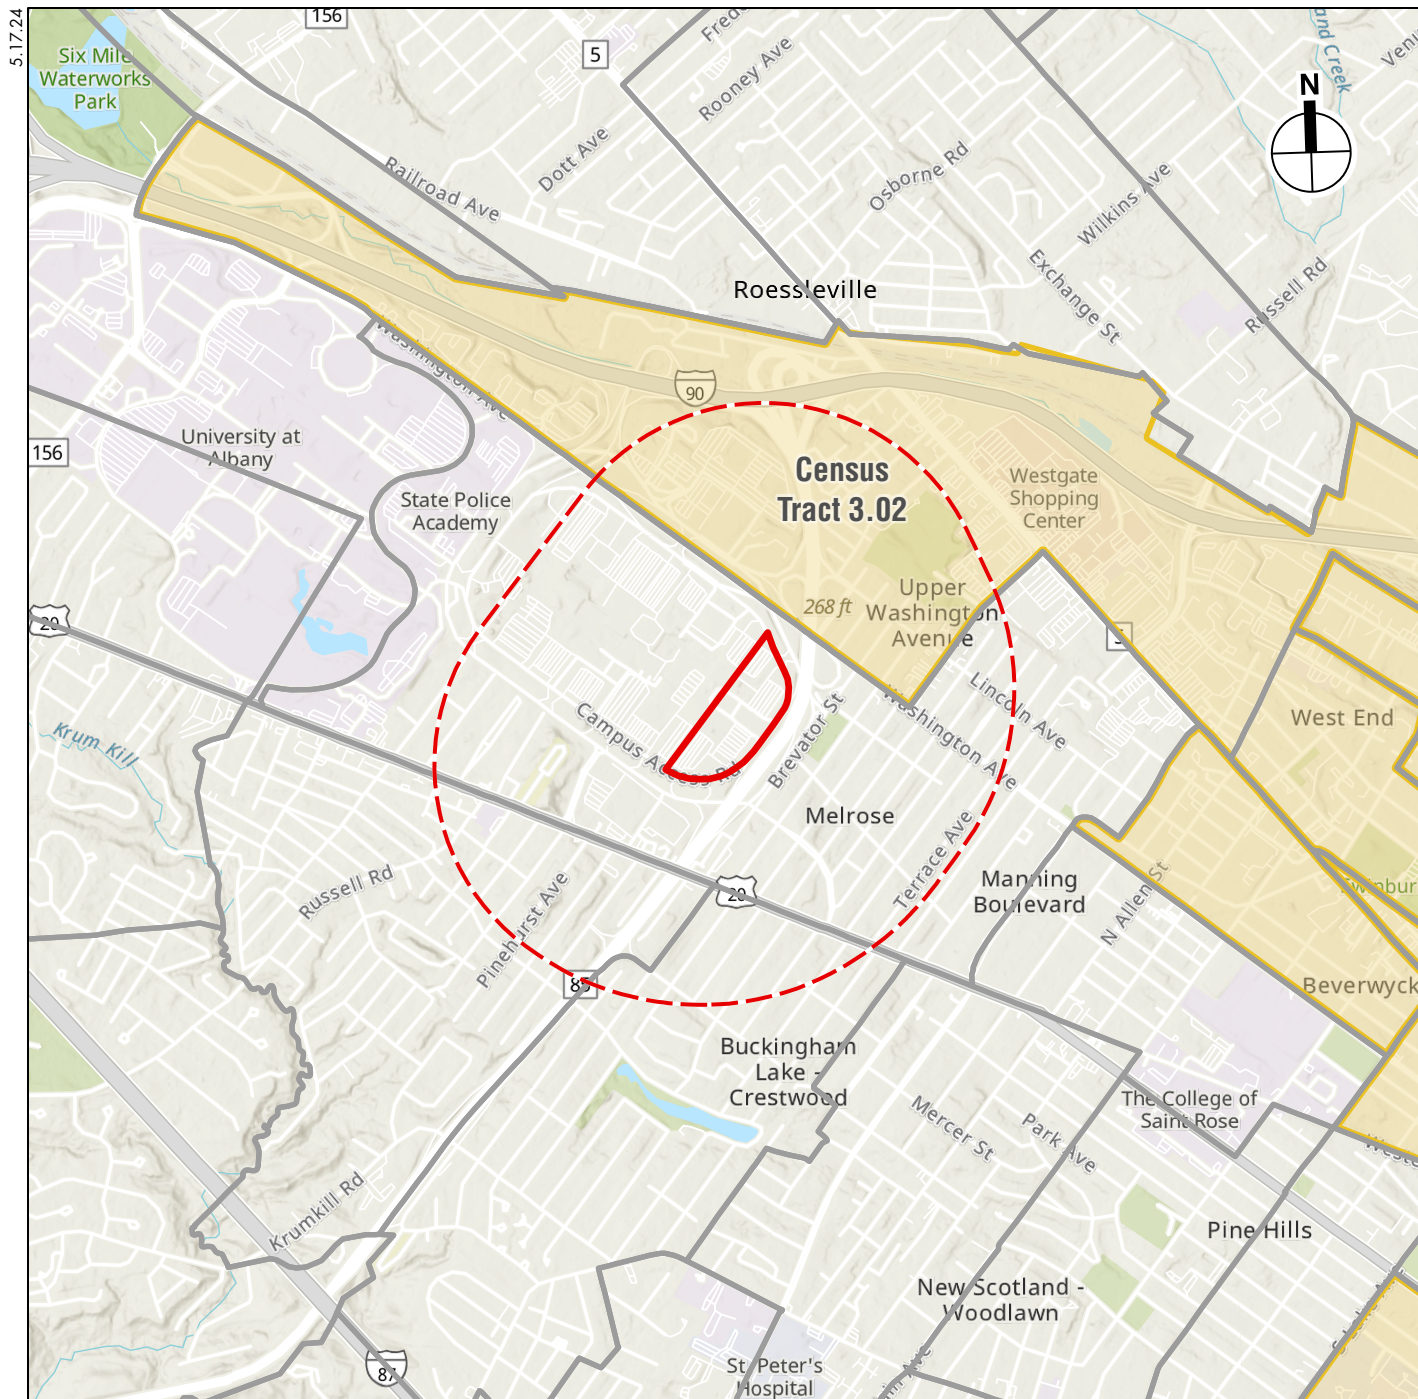 5.17.24
156
5
Rooney Ave
and Creek
Six Mile
Waterworks
Park
N
Dott Ave
Railroad Ave
Osborne Rd
Wilkins Ave
Exchange St
Russell Rd
Roessleville
Washington Ave
90
University at
Albany
156
State Police
Academy
Census
Tract 3.02
Westgate
Shopping
Center
268 ft
Upper
Washington
Avenue
20
5
Lincoln Ave
West End
Krum Kill
Campus Access Rd
Brevator St
Washington Ave
Melrose
Terrace Ave
Manning
Boulevard
N Allen St
Russell Rd
Pinehurst Ave
20
85
Beverwyck
Buckingham
Lake -
Crestwood
Mercer St
Park Ave
The College of
Saint Rose
Krumkill Rd
Pine Hills
New Scotland -
Woodlawn
87
St. Peter's
Hospital